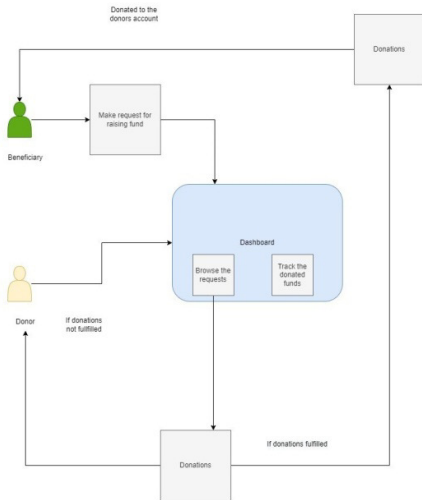 Donated to the
donors account
Donations
Make request for
raising fund
Beneficiary
Dashboard
Browse the
requests
Track the
donated
funds
Donor
If donations
not fullfilled
If donations fulfilled
Donations